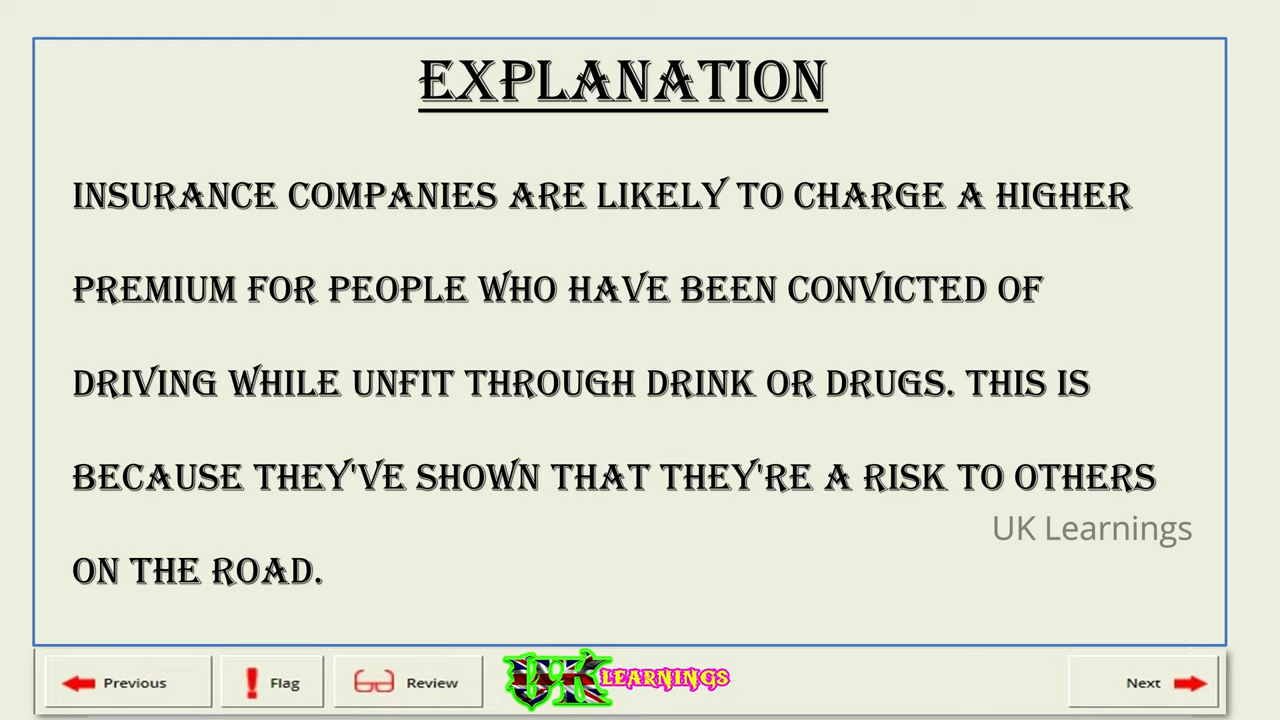 EXPLANATION
INSURANCE COMPANIES ARE LIKELY TO CHARGE A HIGHER
PREMIUM FOR PEOPLE WHO HAVE BEEN CONVICTED OF
DRIVING WHILE UNFIT THROUGH DRINK OR DRUGS. THIS IS
BECAUSE THEY'VE SHOWN THAT THEY'RE A RISK TO OTHERS
UK Learnings
ON THE ROAD.
Previous
Flag
Review
UK LEARNINGS
Next